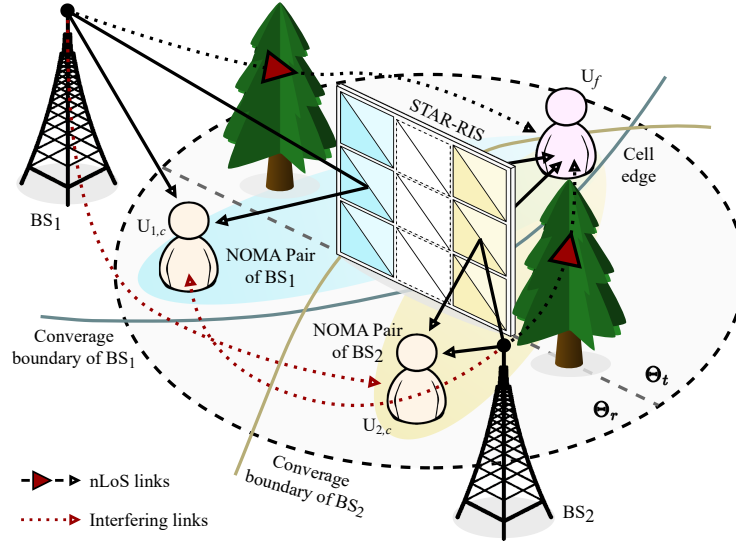 U_f
STAR-RIS
Cell
edge
BS_1
U_{1,c}
NOMA Pair
of BS_1
NOMA Pair
of BS_2
Converage
boundary of BS_1
Θ_t
Θ_r
U_{2,c}
Converage
boundary of BS_2
BS_2
nLoS links
Interfering links